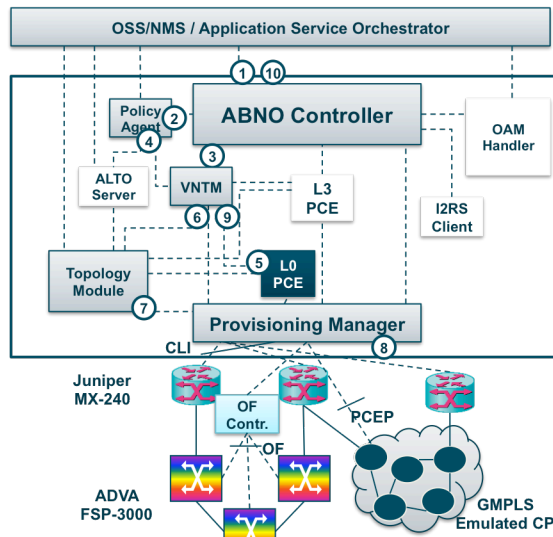 OSS/NMS / Application Service Orchestrator
1
10
ABNO Controller
Policy
Agent
2
OAM
Handler
4
3
ALTO
Server
VNTM
L3
PCE
I2RS
Client
6
9
5
L0
PCE
Topology
Module
7
Provisioning Manager
8
CLI
Juniper
MX-240
OF
Contr.
PCEP
OF
ADVA
FSP-3000
GMPLS
Emulated CP